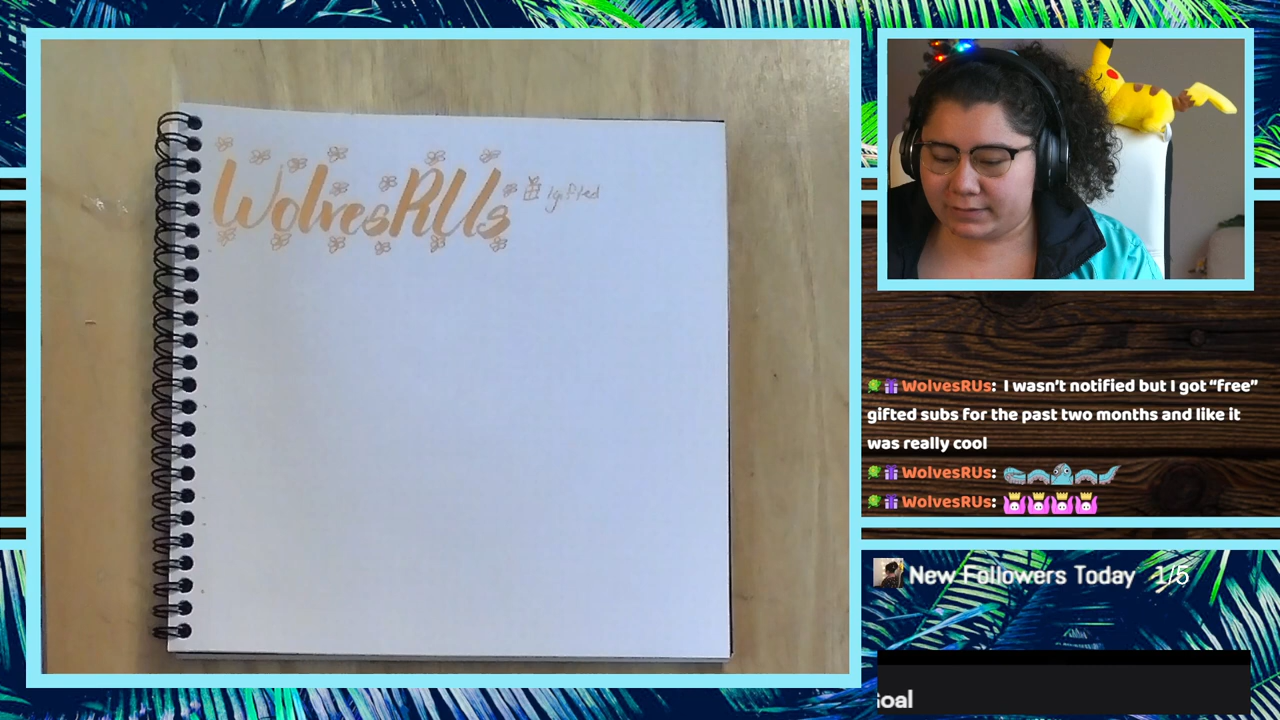 WolvesRUs 1gifted
WolvesRUs: I wasn't notified but I got “free”
gifted subs for the past two months and like it
was really cool
WolvesRUs:
WolvesRUs:
New Followers Today 1/5
oal